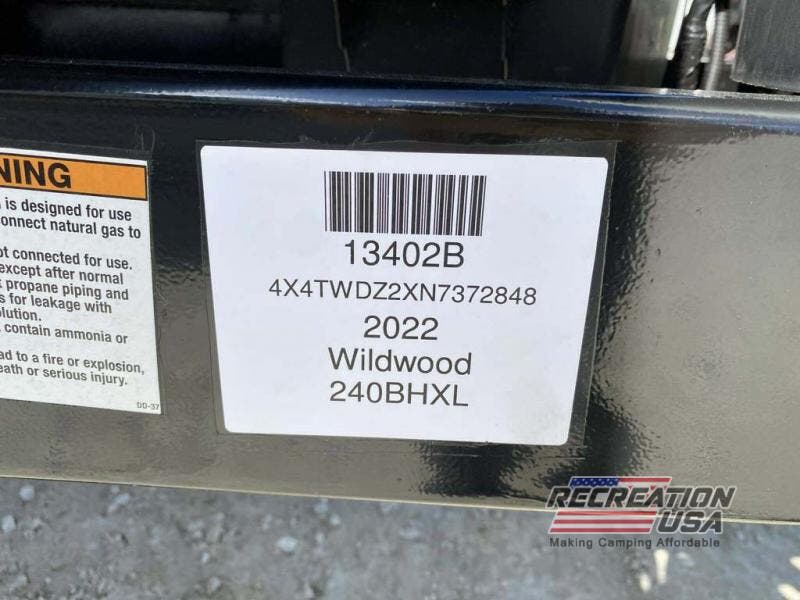 NING
is designed for use
onnect natural gas to
ot connected for use.
except after normal
propane piping and
s for leakage with
olution.
contain ammonia or
ad to a fire or explosion,
eath or serious injury.
DD-37
13402B
4X4TWDZ2XN7372848
2022
Wildwood
240BHXL
RECREATION
USA
Making Camping Affordable